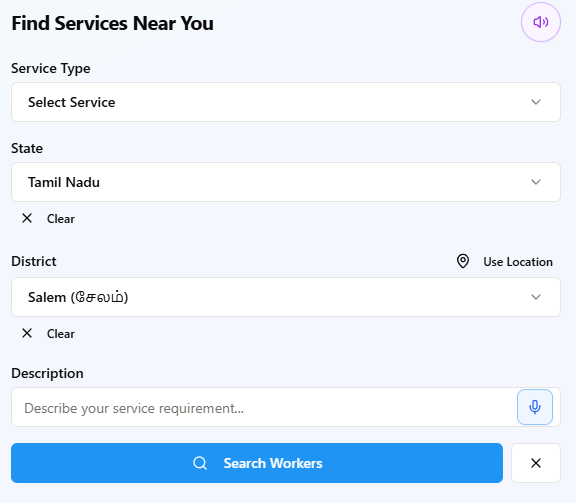 Find Services Near You
Service Type
Select Service
State
Tamil Nadu
Clear
District
Use Location
Salem (சேலம்)
Clear
Description
Describe your service requirement...
Search Workers